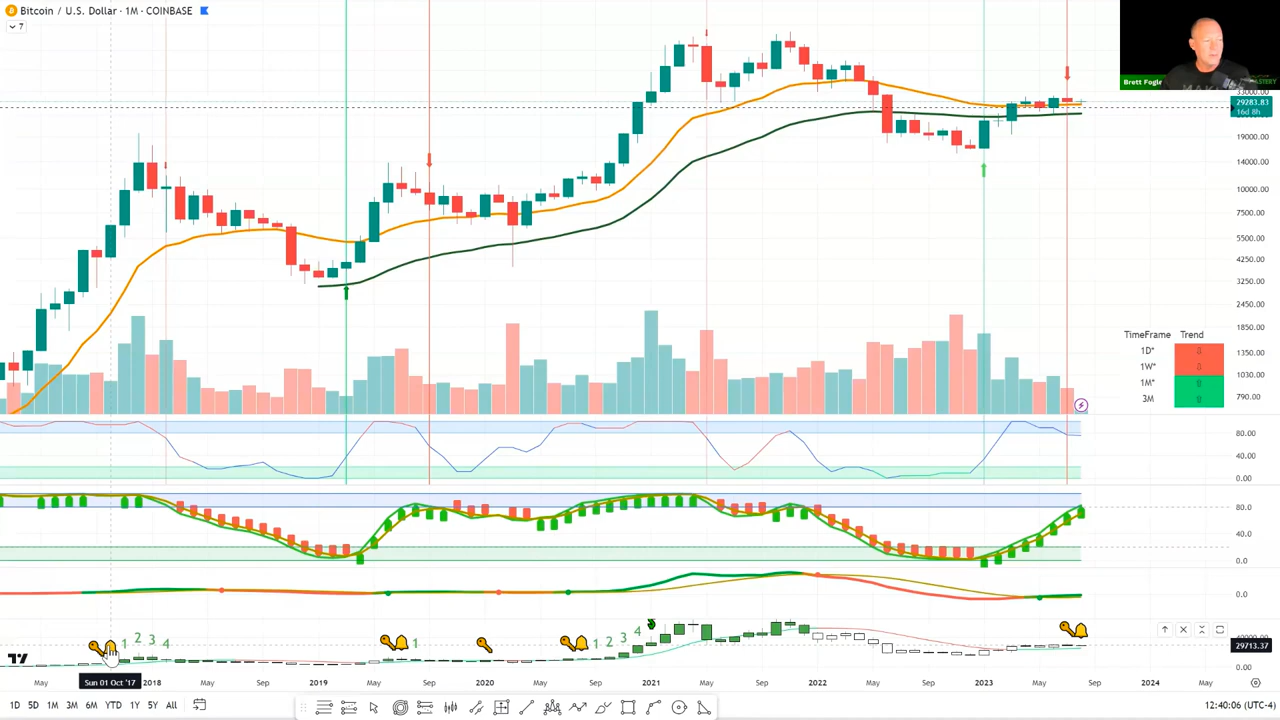 Bitcoin / U.S. Dollar · 1M · COINBASE
7
Brett Fogle
33000.00
29283.83
16d 8h
19000.00
14000.00
10000.00
7500.00
5500.00
4250.00
3250.00
2450.00
1850.00
1350.00
1030.00
790.00
TimeFrame Trend
1D*
1W*
1M*
3M
80.00
40.00
0.00
80.0
40.0
0.0
0.0
1 2 3 4
1
1 2 3 4
29713.37
0.00
May Sun 01 Oct '17 2018 May Sep 2019 May Sep 2020 May Sep 2021 May Sep 2022 May Sep 2023 May Sep 2024 May
1D 5D 1M 3M 6M YTD 1Y 5Y All